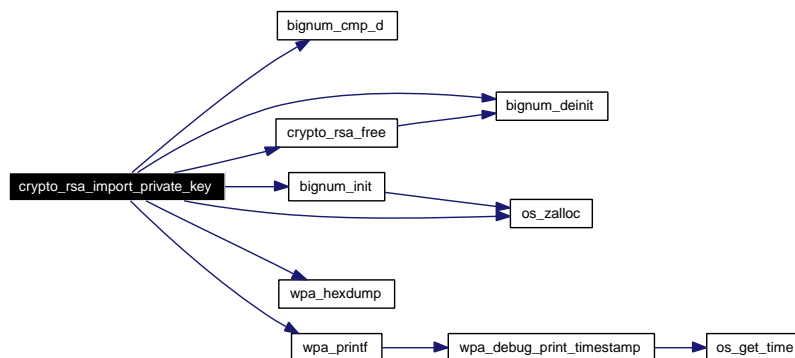 bignum_cmp_d
bignum_deinit
crypto_rsa_free
crypto_rsa_import_private_key
bignum_init
os_zalloc
wpa_hexdump
wpa_printf
wpa_debug_print_timestamp
os_get_time